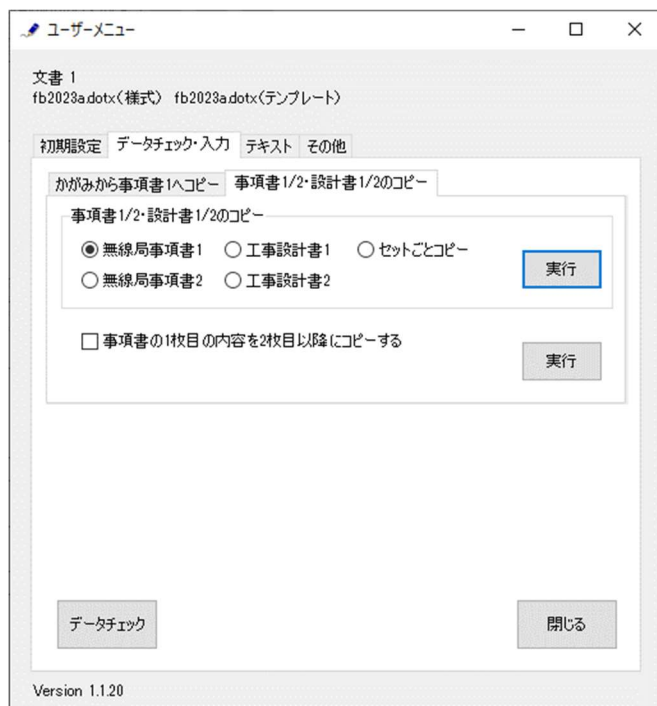 ユーザーメニュー
文書 1
fb2023a.dotx(様式) fb2023a.dotx(テンプレート)
初期設定 データチェック・入力 テキスト その他
かがみから事項書1へコピー 事項書1/2・設計書1/2のコピー
事項書1/2・設計書1/2のコピー
無線局事項書1 工事設計書1 セットごとコピー
実行
無線局事項書2 工事設計書2
事項書の1枚目の内容を2枚目以降にコピーする
実行
データチェック 閉じる
Version 1.1.20